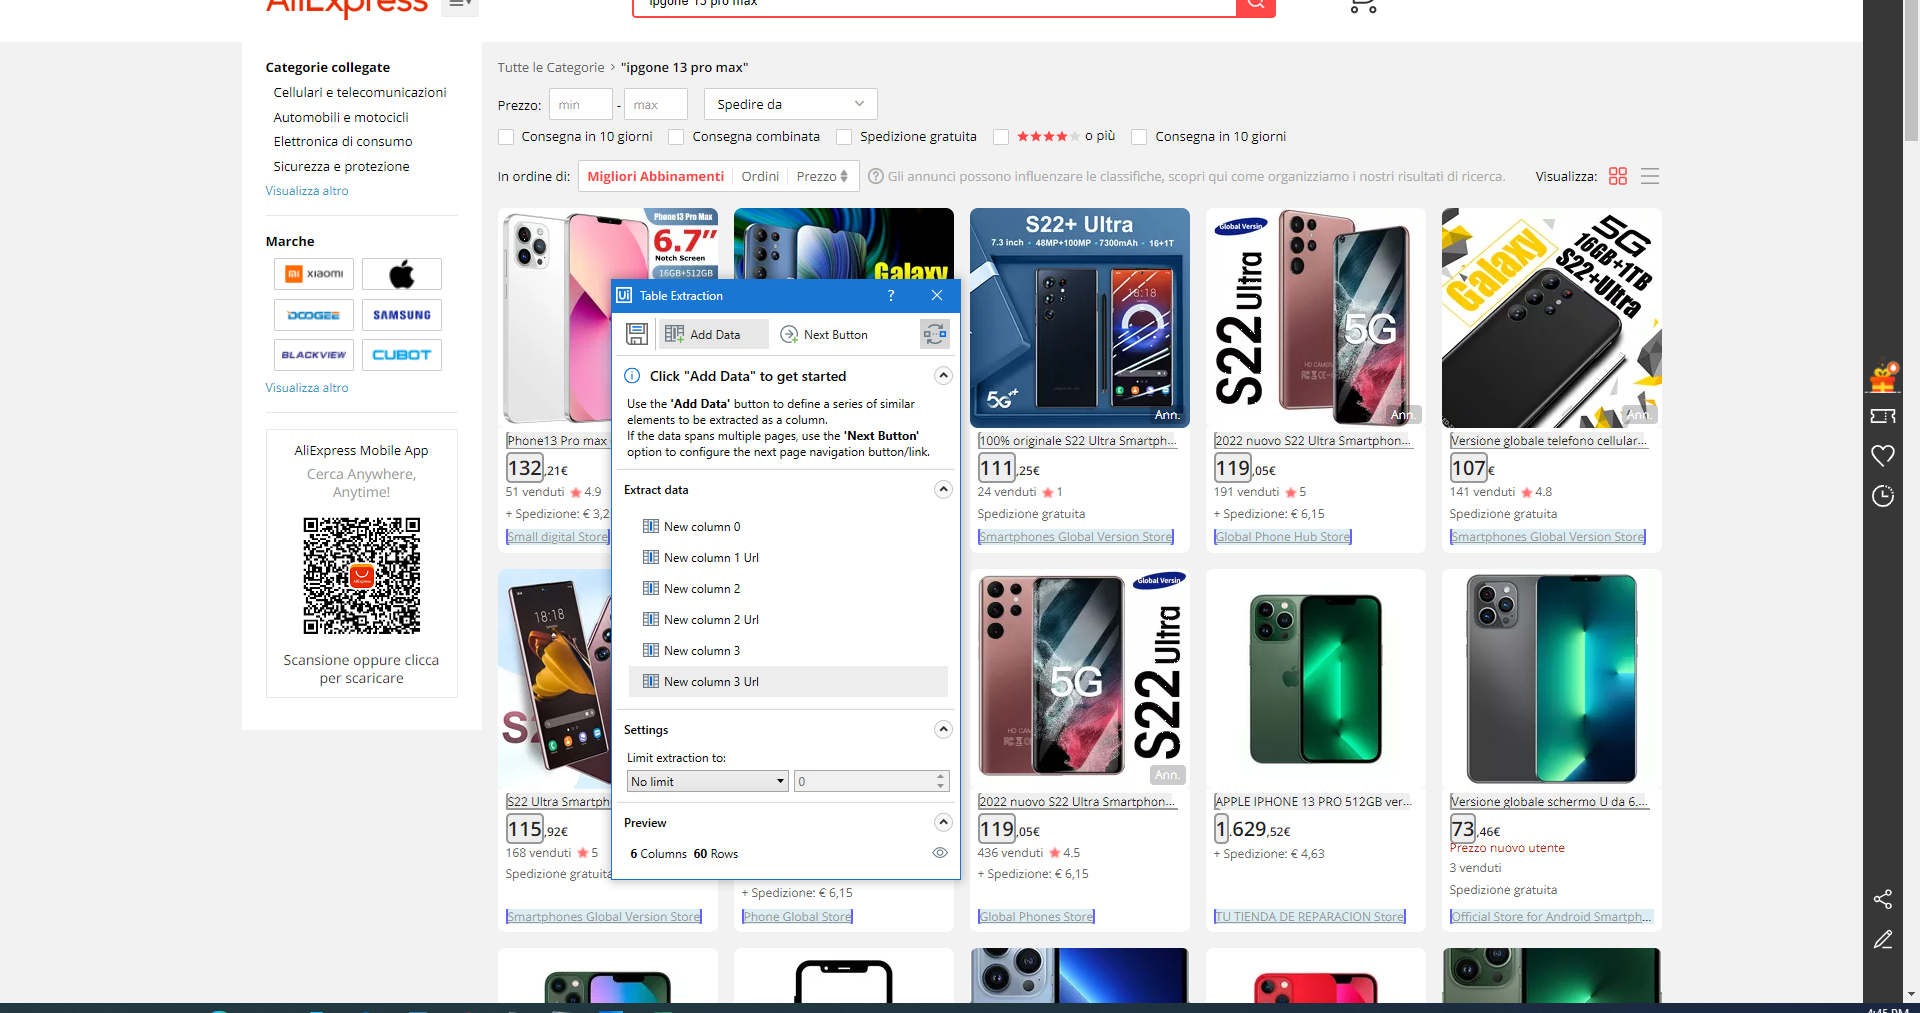 AliExpress
ipgone 13 pro max
Categorie collegate
Cellulari e telecomunicazioni
Automobili e motocicli
Elettronica di consumo
Sicurezza e protezione
Visualizza altro
Marche
xiaomi
DOOGEE
SAMSUNG
BLACKVIEW
CUBOT
Visualizza altro
AliExpress Mobile App
Cerca Anywhere,
Anytime!
AliExpress
Scansione oppure clicca
per scaricare
Tutte le Categorie > "ipgone 13 pro max"
Prezzo: min - max Spedire da
Consegna in 10 giorni Consegna combinata Spedizione gratuita o più Consegna in 10 giorni
In ordine di: Migliori Abbinamenti Ordini Prezzo Gli annunci possono influenzare le classifiche, scopri qui come organizziamo i nostri risultati di ricerca. Visualizza:
Phone13 Pro Max
6.7”
Notch Screen
16GB+512GB
Phone13 Pro max
132,21€
51 venduti 4.9
+ Spedizione: € 3,2
Small digital Store
Galaxy
S22+ Ultra
7.3 inch · 48MP+100MP · 7300mAh · 16+1T
18:18
5G+
Ann.
100% originale S22 Ultra Smartph...
111,25€
24 venduti 1
Spedizione gratuita
Smartphones Global Version Store
Global Versin
S22 Ultra
5G
HD CAMER
Ann.
2022 nuovo S22 Ultra Smartphon...
119,05€
191 venduti 5
+ Spedizione: € 6,15
Global Phone Hub Store
Galaxy
5G
16GB+1TB
S22+Ultra
Ann.
Versione globale telefono cellular...
107€
141 venduti 4.8
Spedizione gratuita
Smartphones Global Version Store
Ui Table Extraction ?
Add Data Next Button
Click "Add Data" to get started
Use the 'Add Data' button to define a series of similar
elements to be extracted as a column.
If the data spans multiple pages, use the 'Next Button'
option to configure the next page navigation button/link.
Extract data
New column 0
New column 1 Url
New column 2
New column 2 Url
New column 3
New column 3 Url
Settings
Limit extraction to:
No limit 0
Preview
6 Columns 60 Rows
S2
S22 Ultra Smartph
115,92€
168 venduti 5
Spedizione gratuita
Smartphones Global Version Store
+ Spedizione: € 6,15
Phone Global Store
Global Versin
S22 Ultra
5G
HD CAM
Ann.
2022 nuovo S22 Ultra Smartphon...
119,05€
436 venduti 4.5
+ Spedizione: € 6,15
Global Phones Store
APPLE IPHONE 13 PRO 512GB ver...
1.629,52€
+ Spedizione: € 4,63
TU TIENDA DE REPARACION Store
Versione globale schermo U da 6....
73,46€
Prezzo nuovo utente
3 venduti
Spedizione gratuita
Official Store for Android Smartph...
4:45 PM